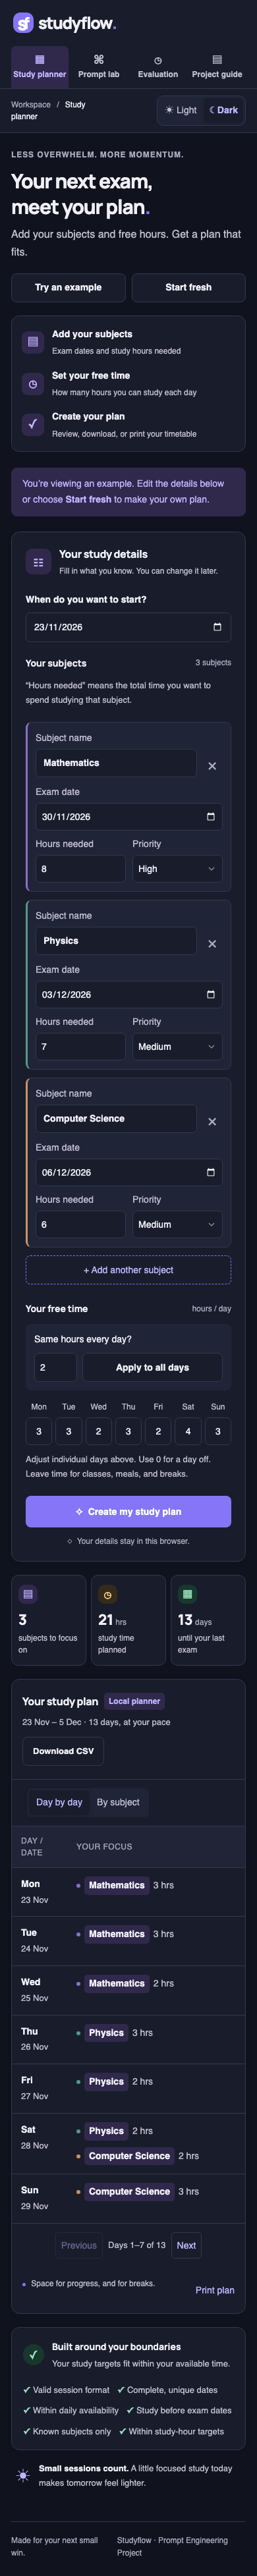 sf studyflow.
Study planner Prompt lab Evaluation Project guide
Workspace / Study
planner
Light Dark
LESS OVERWHELM. MORE MOMENTUM.
Your next exam,
meet your plan.
Add your subjects and free hours. Get a plan that
fits.
Try an example Start fresh
Add your subjects
Exam dates and study hours needed
Set your free time
How many hours you can study each day
Create your plan
Review, download, or print your timetable
You're viewing an example. Edit the details below
or choose Start fresh to make your own plan.
Your study details
Fill in what you know. You can change it later.
When do you want to start?
23/11/2026
Your subjects 3 subjects
"Hours needed" means the total time you want to
spend studying that subject.
Subject name
Mathematics ×
Exam date
30/11/2026
Hours needed Priority
8 High
Subject name
Physics ×
Exam date
03/12/2026
Hours needed Priority
7 Medium
Subject name
Computer Science ×
Exam date
06/12/2026
Hours needed Priority
6 Medium
+ Add another subject
Your free time hours / day
Same hours every day?
2 Apply to all days
Mon Tue Wed Thu Fri Sat Sun
3 3 2 3 2 4 3
Adjust individual days above. Use 0 for a day off.
Leave time for classes, meals, and breaks.
Create my study plan
Your details stay in this browser.
3 21 hrs 13 days
subjects to focus study time until your last
on planned exam
Your study plan Local planner
23 Nov – 5 Dec · 13 days, at your pace
Download CSV
Day by day By subject
DAY / YOUR FOCUS
DATE
Mon Mathematics 3 hrs
23 Nov
Tue Mathematics 3 hrs
24 Nov
Wed Mathematics 2 hrs
25 Nov
Thu Physics 3 hrs
26 Nov
Fri Physics 2 hrs
27 Nov
Sat Physics 2 hrs
28 Nov Computer Science 2 hrs
Sun Computer Science 3 hrs
29 Nov
Previous Days 1–7 of 13 Next
Space for progress, and for breaks.
Print plan
Built around your boundaries
Your study targets fit within your available time.
✓ Valid session format ✓ Complete, unique dates
✓ Within daily availability ✓ Study before exam dates
✓ Known subjects only ✓ Within study-hour targets
Small sessions count. A little focused study today
makes tomorrow feel lighter.
Made for your next small Studyflow · Prompt Engineering
win. Project